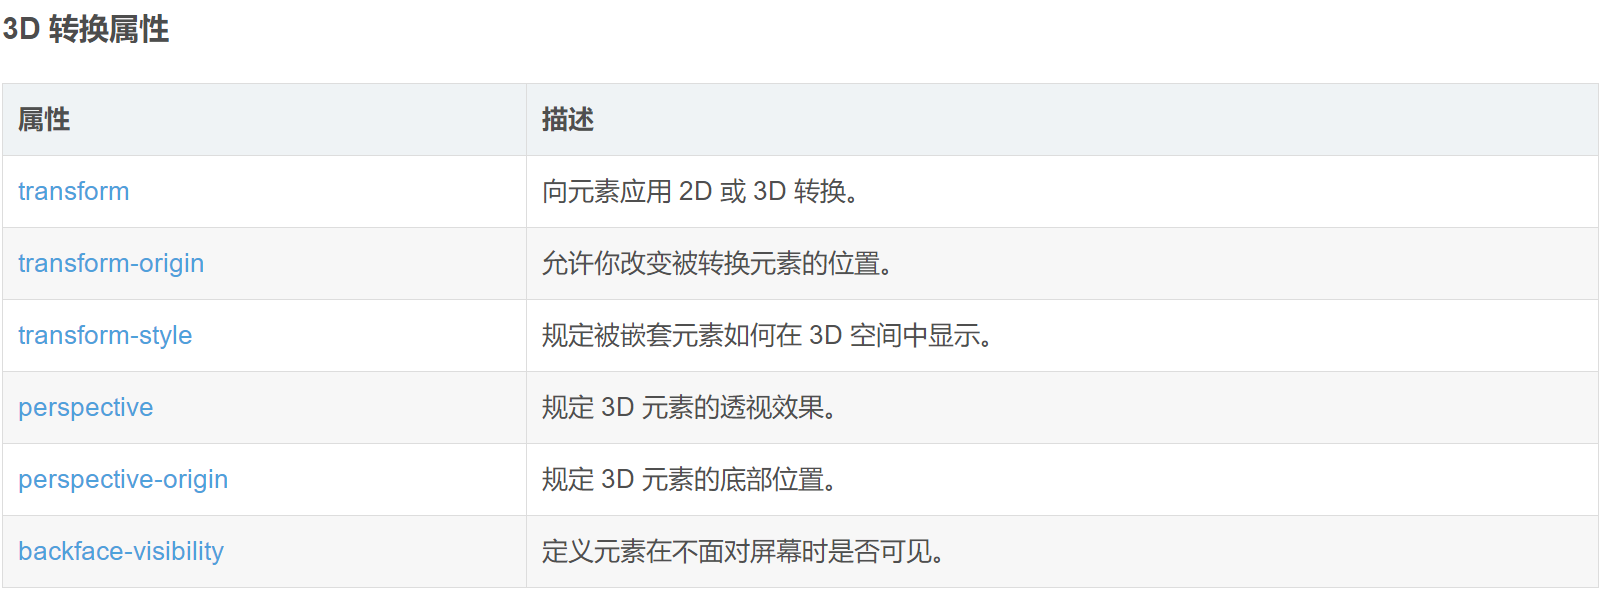 3D 转换属性
属性 描述
transform 向元素应用 2D 或 3D 转换。
transform-origin 允许你改变被转换元素的位置。
transform-style 规定被嵌套元素如何在 3D 空间中显示。
perspective 规定 3D 元素的透视效果。
perspective-origin 规定 3D 元素的底部位置。
backface-visibility 定义元素在不面对屏幕时是否可见。